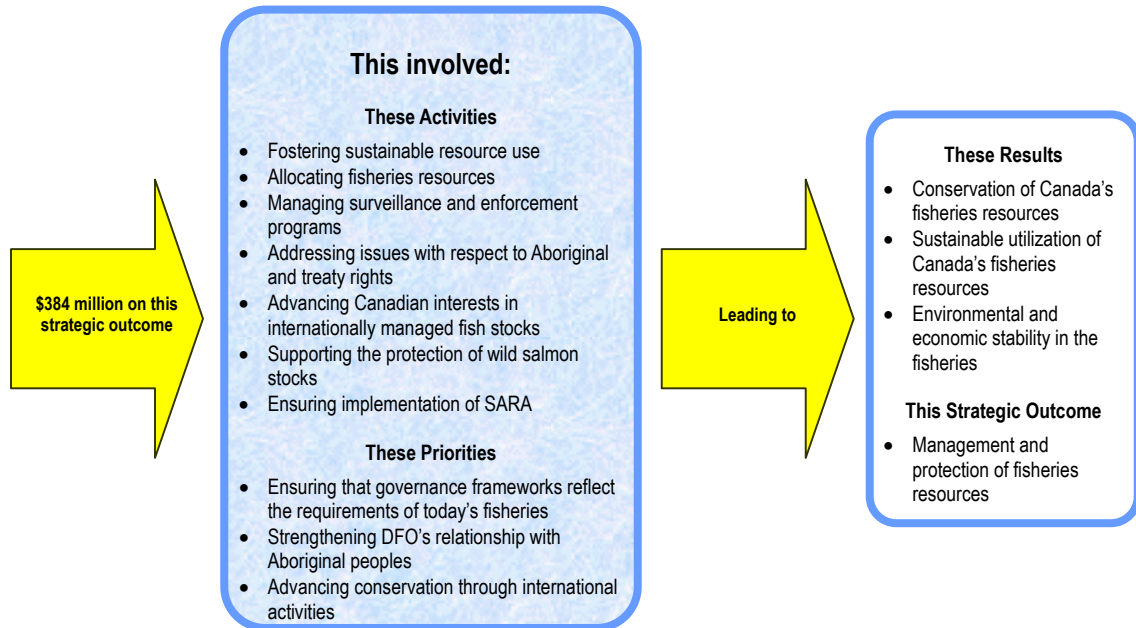 $384 million on this
strategic outcome
This involved:
These Activities
• Fostering sustainable resource use
• Allocating fisheries resources
• Managing surveillance and enforcement
programs
• Addressing issues with respect to Aboriginal
and treaty rights
• Advancing Canadian interests in
internationally managed fish stocks
• Supporting the protection of wild salmon
stocks
• Ensuring implementation of SARA
These Priorities
• Ensuring that governance frameworks reflect
the requirements of today’s fisheries
• Strengthening DFO’s relationship with
Aboriginal peoples
• Advancing conservation through international
activities
Leading to
These Results
• Conservation of Canada’s
fisheries resources
• Sustainable utilization of
Canada’s fisheries
resources
• Environmental and
economic stability in the
fisheries
This Strategic Outcome
• Management and
protection of fisheries
resources